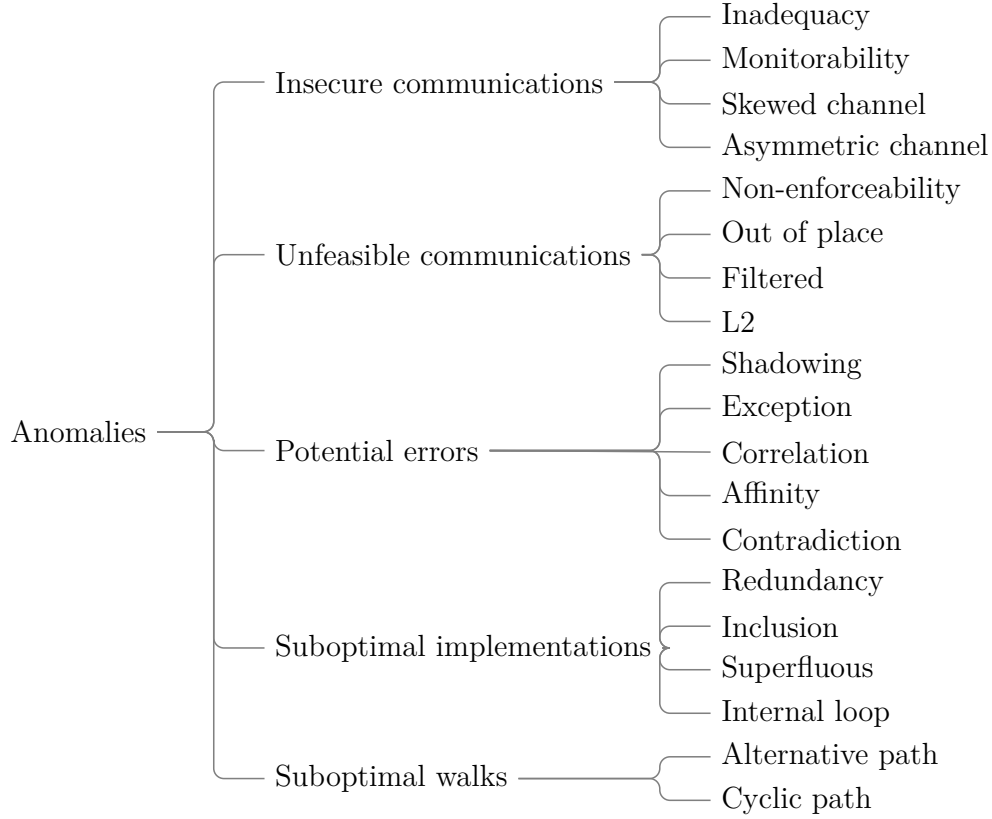 Anomalies
Insecure communications
Inadequacy
Monitorability
Skewed channel
Asymmetric channel
Unfeasible communications
Non-enforceability
Out of place
Filtered
L2
Potential errors
Shadowing
Exception
Correlation
Affinity
Contradiction
Suboptimal implementations
Redundancy
Inclusion
Superfluous
Internal loop
Suboptimal walks
Alternative path
Cyclic path